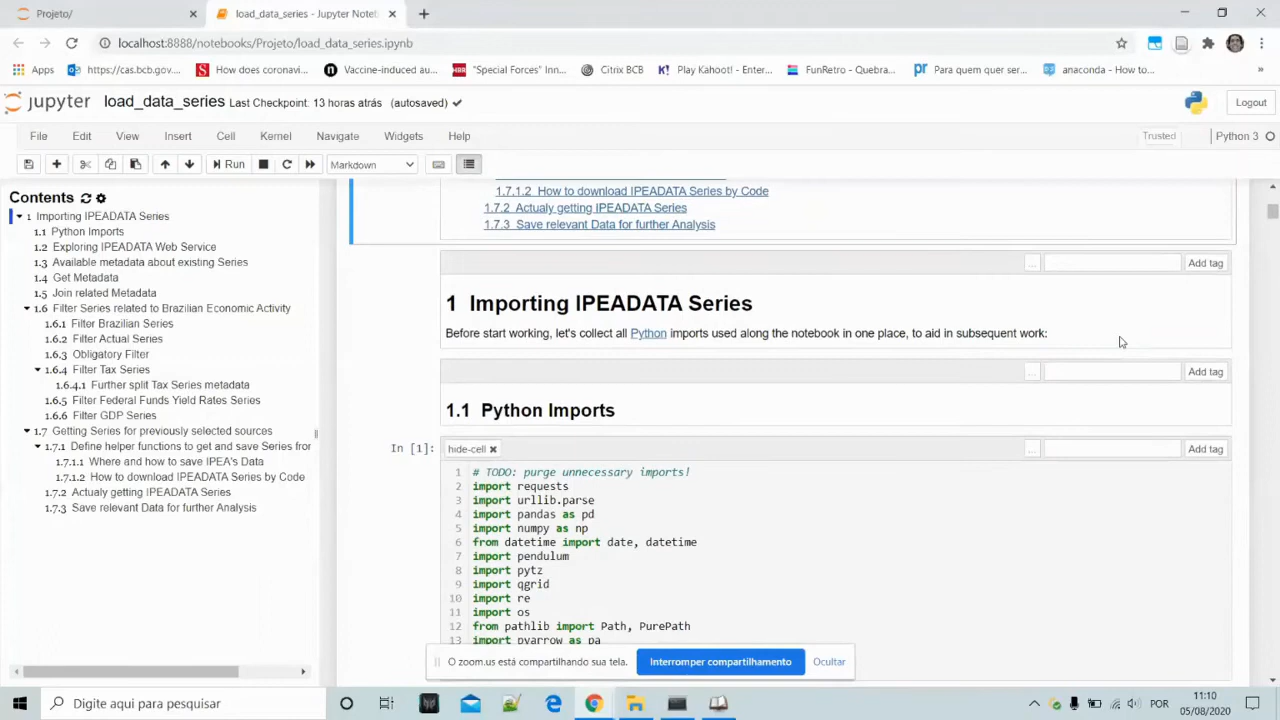 Projeto/
load_data_series - Jupyter Noteb
localhost:8888/notebooks/Projeto/load_data_series.ipynb
Apps
https://cas.bcb.gov....
How does coronavi...
Vaccine-induced au...
"Special Forces" Inn...
Citrix BCB
Play Kahoot! - Enter...
FunRetro - Quebra...
Para quem quer ser...
anaconda - How to...
»
jupyter
load_data_series Last Checkpoint: 13 horas atrás (autosaved)
Logout
File Edit View Insert Cell Kernel Navigate Widgets Help
Trusted
Python 3
Run
Markdown
Contents
1 Importing IPEADATA Series
1.1 Python Imports
1.2 Exploring IPEADATA Web Service
1.3 Available metadata about existing Series
1.4 Get Metadata
1.5 Join related Metadata
1.6 Filter Series related to Brazilian Economic Activity
1.6.1 Filter Brazilian Series
1.6.2 Filter Actual Series
1.6.3 Obligatory Filter
1.6.4 Filter Tax Series
1.6.4.1 Further split Tax Series metadata
1.6.5 Filter Federal Funds Yield Rates Series
1.6.6 Filter GDP Series
1.7 Getting Series for previously selected sources
1.7.1 Define helper functions to get and save Series fror
1.7.1.1 Where and how to save IPEA's Data
1.7.1.2 How to download IPEADATA Series by Code
1.7.2 Actualy getting IPEADATA Series
1.7.3 Save relevant Data for further Analysis
1.7.1.2 How to download IPEADATA Series by Code
1.7.2 Actualy getting IPEADATA Series
1.7.3 Save relevant Data for further Analysis
... Add tag
1 Importing IPEADATA Series
Before start working, let's collect all Python imports used along the notebook in one place, to aid in subsequent work:
... Add tag
1.1 Python Imports
In [1]:
hide-cell
... Add tag
1 # TODO: purge unnecessary imports!
2 import requests
3 import urllib.parse
4 import pandas as pd
5 import numpy as np
6 from datetime import date, datetime
7 import pendulum
8 import pytz
9 import qgrid
10 import re
11 import os
12 from pathlib import Path, PurePath
13 import pyarrow as pa
O zoom.us está compartilhando sua tela.
Interromper compartilhamento
Ocultar
Digite aqui para pesquisar
POR
11:10
05/08/2020